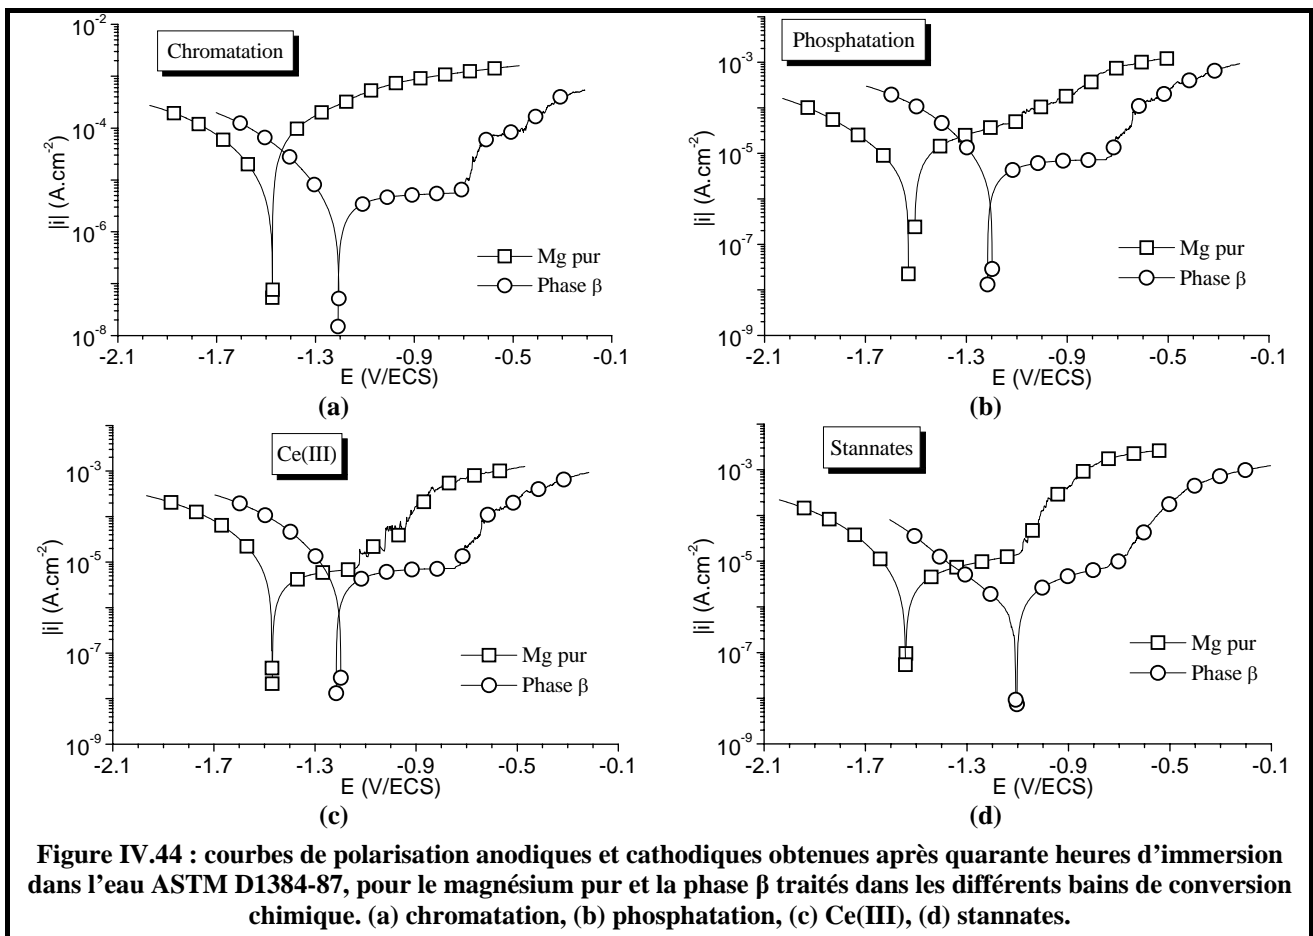 Chromatation
10-2
10-4
10-6
10-8
|i| (A.cm-2)
Mg pur
Phase β
-2.1 -1.7 -1.3 -0.9 -0.5 -0.1
E (V/ECS)
(a)
Phosphatation
10-3
10-5
10-7
10-9
|i| (A.cm-2)
Mg pur
Phase β
-2.1 -1.7 -1.3 -0.9 -0.5 -0.1
E (V/ECS)
(b)
Ce(III)
10-3
10-5
10-7
10-9
|i| (A.cm-2)
Mg pur
Phase β
-2.1 -1.7 -1.3 -0.9 -0.5 -0.1
E (V/ECS)
(c)
Stannates
10-3
10-5
10-7
10-9
|i| (A.cm-2)
Mg pur
Phase β
-2.1 -1.7 -1.3 -0.9 -0.5 -0.1
E (V/ECS)
(d)
Figure IV.44 : courbes de polarisation anodiques et cathodiques obtenues après quarante heures d’immersion
dans l’eau ASTM D1384-87, pour le magnésium pur et la phase β traités dans les différents bains de conversion
chimique. (a) chromatation, (b) phosphatation, (c) Ce(III), (d) stannates.